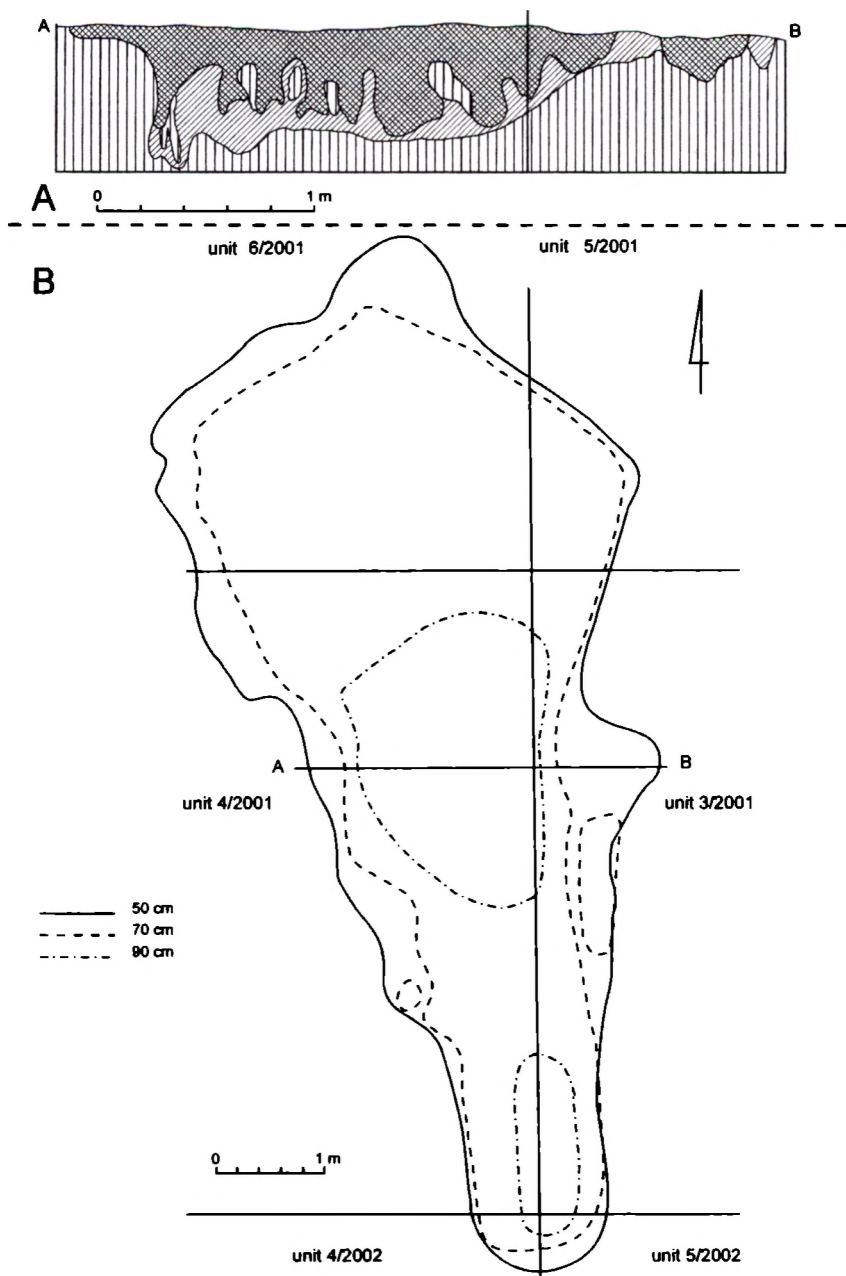 A B
A
0 1 m
unit 6/2001 unit 5/2001
B
A B
unit 4/2001 unit 3/2001
50 cm
70 cm
90 cm
0 1 m
unit 4/2002 unit 5/2002